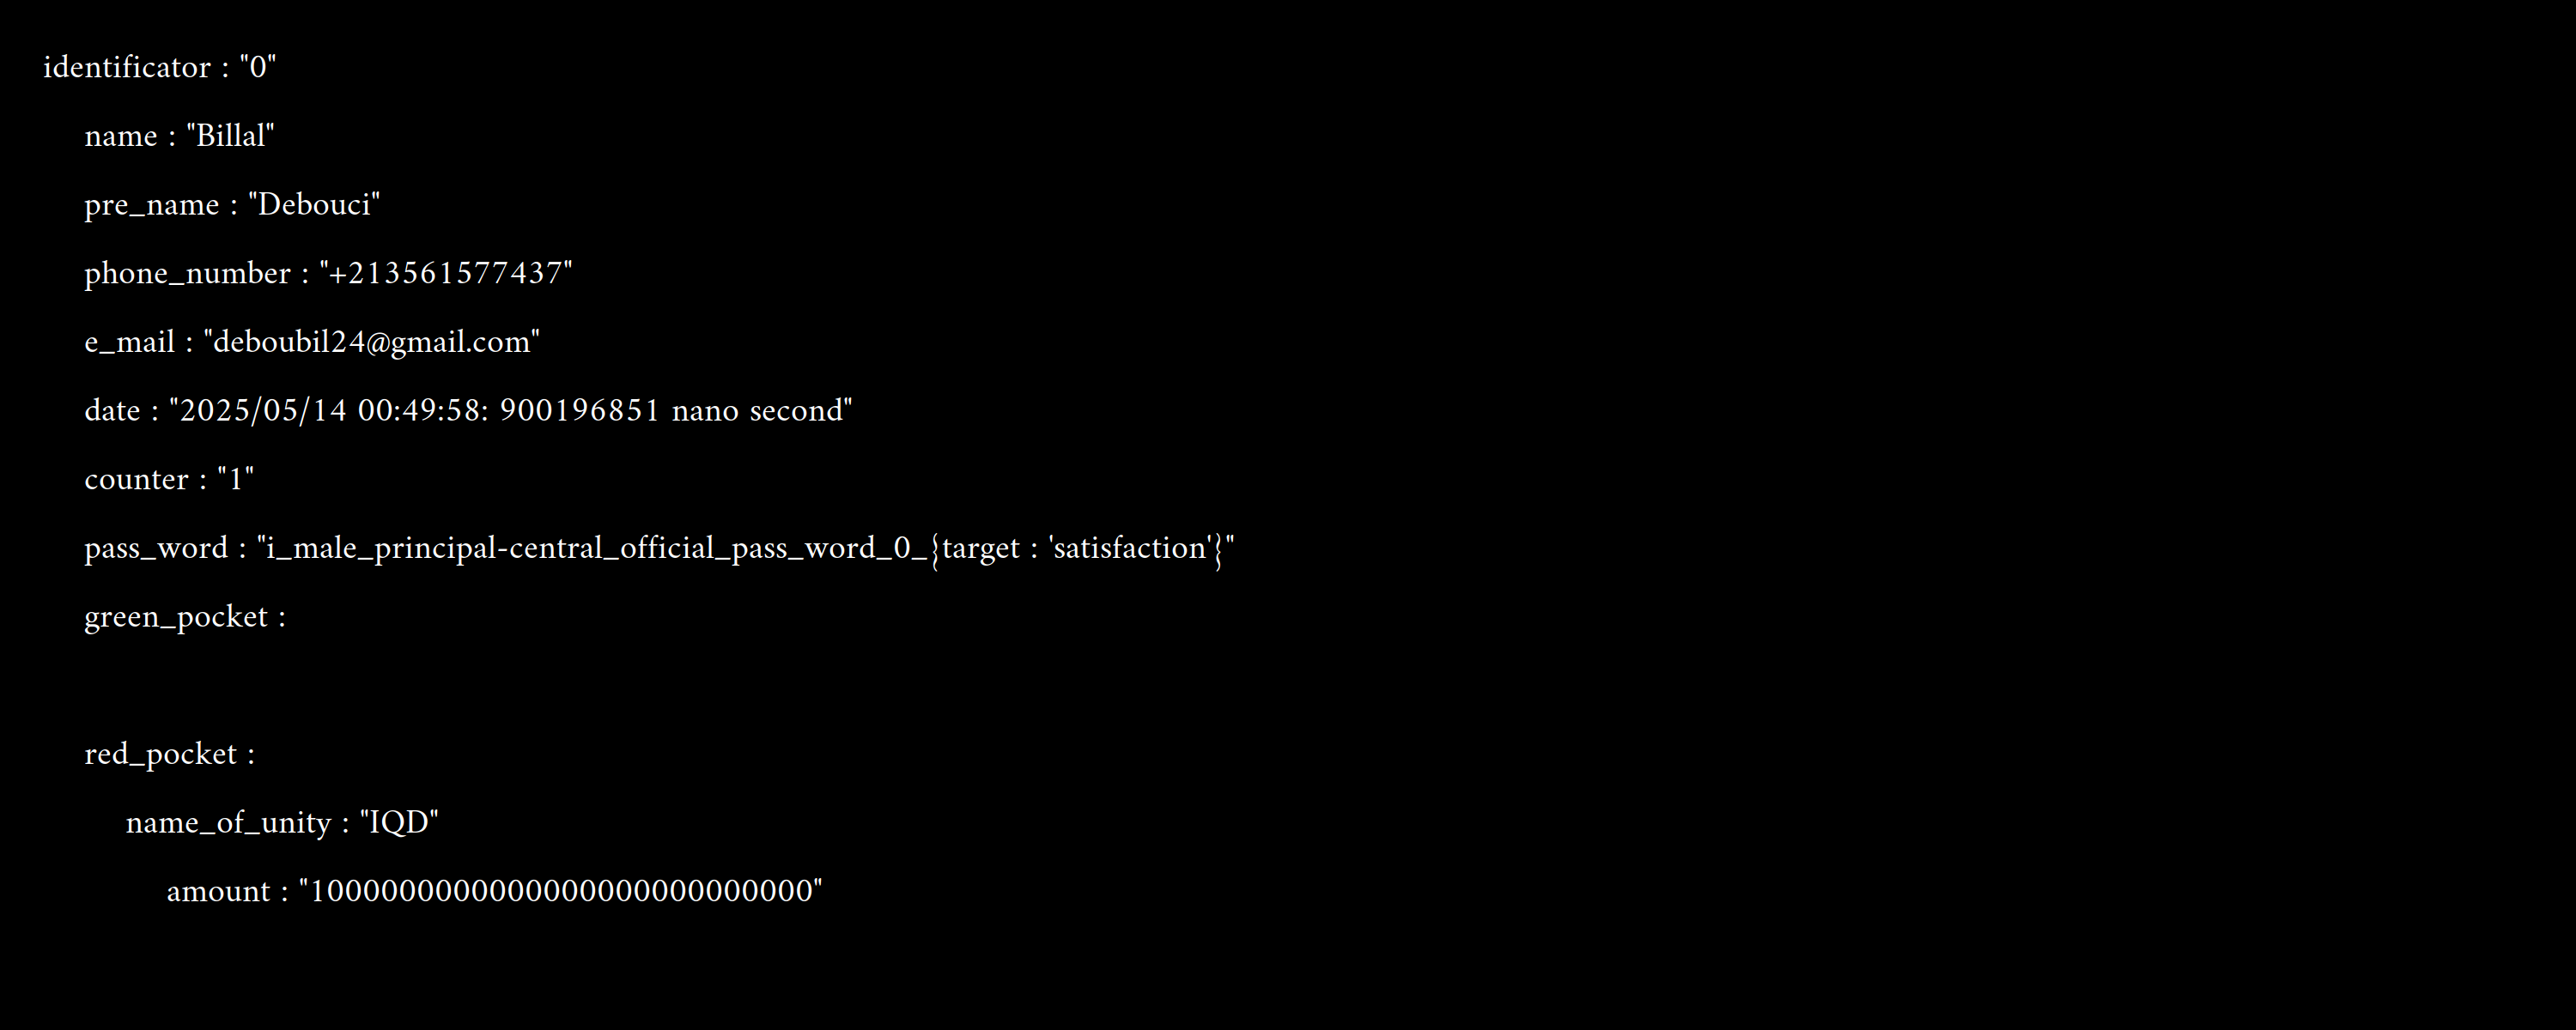 identificator : "0"
name : "Billal"
pre_name : "Debouci"
phone_number : "+213561577437"
e_mail : "deboubil24@gmail.com"
date : "2025/05/14 00:49:58: 900196851 nano second"
counter : "1"
pass_word : "i_male_principal-central_official_pass_word_0_{target : 'satisfaction'}"
green_pocket :
red_pocket :
name_of_unity : "IQD"
amount : "1000000000000000000000000000"